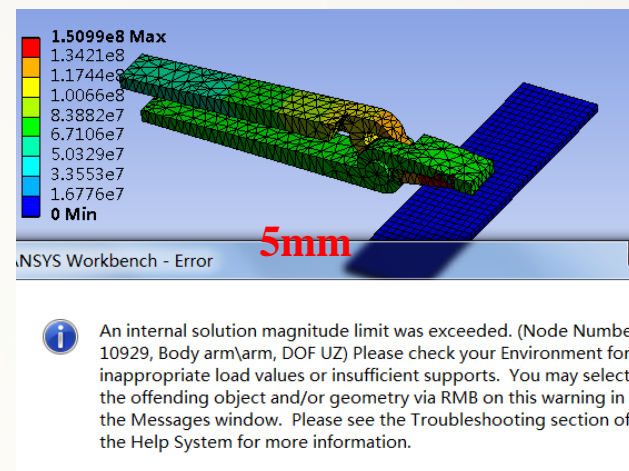 1.5099e8 Max
1.3421e8
1.1744e8
1.0066e8
8.3882e7
6.7106e7
5.0329e7
3.3553e7
1.6776e7
0 Min
5mm
NSYS Workbench - Error
An internal solution magnitude limit was exceeded. (Node Numbe
10929, Body arm\arm, DOF UZ) Please check your Environment for
inappropriate load values or insufficient supports. You may select
the offending object and/or geometry via RMB on this warning in
the Messages window. Please see the Troubleshooting section of
the Help System for more information.